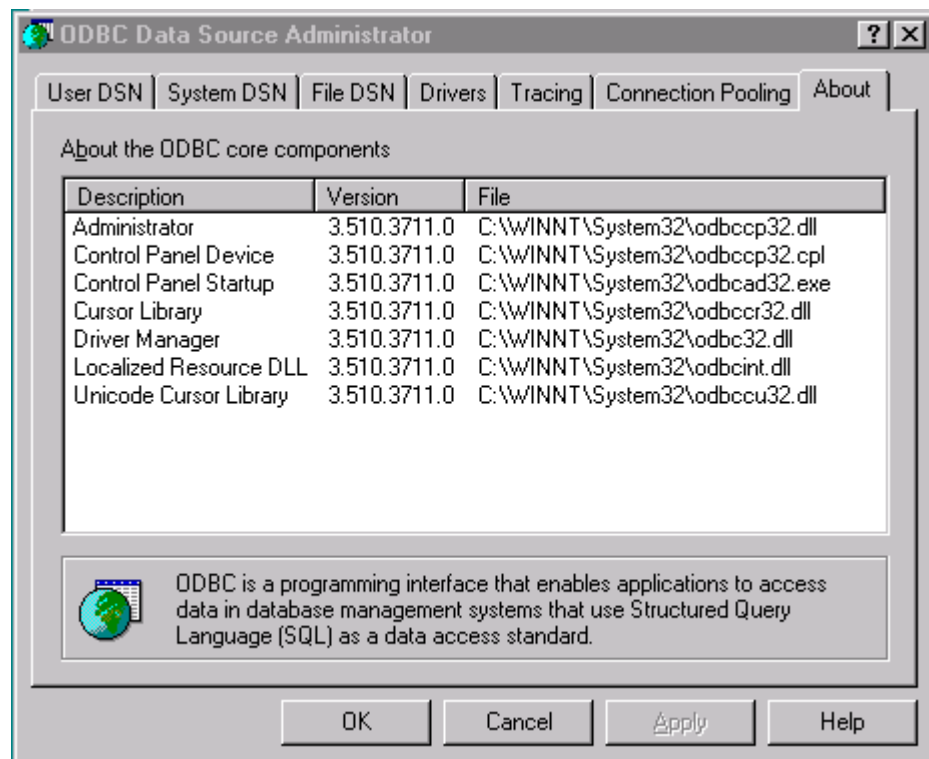 ODBC Data Source Administrator
User DSN System DSN File DSN Drivers Tracing Connection Pooling About
About the ODBC core components
Description Version File
Administrator 3.510.3711.0 C:\WINNT\System32\odbccp32.dll
Control Panel Device 3.510.3711.0 C:\WINNT\System32\odbccp32.cpl
Control Panel Startup 3.510.3711.0 C:\WINNT\System32\odbcad32.exe
Cursor Library 3.510.3711.0 C:\WINNT\System32\odbccr32.dll
Driver Manager 3.510.3711.0 C:\WINNT\System32\odbc32.dll
Localized Resource DLL 3.510.3711.0 C:\WINNT\System32\odbcint.dll
Unicode Cursor Library 3.510.3711.0 C:\WINNT\System32\odbccu32.dll
ODBC is a programming interface that enables applications to access
data in database management systems that use Structured Query
Language (SQL) as a data access standard.
OK Cancel Apply Help